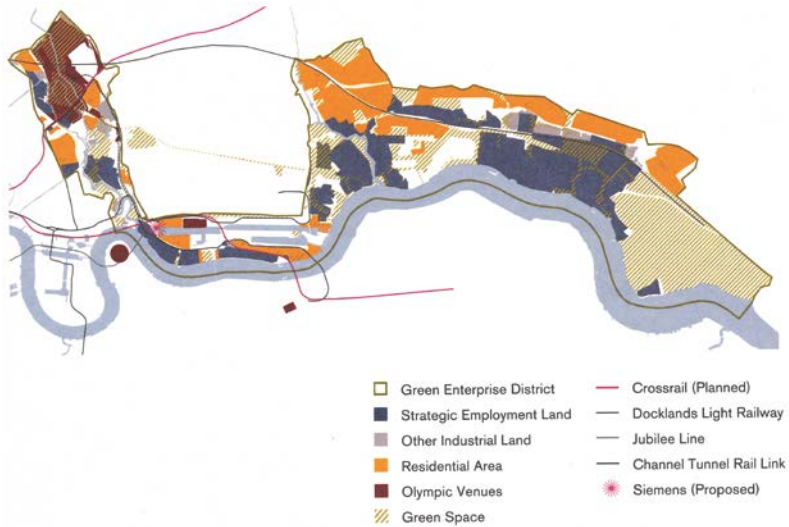 Green Enterprise District
Strategic Employment Land
Other Industrial Land
Residential Area
Olympic Venues
Green Space
Crossrail (Planned)
Docklands Light Railway
Jubilee Line
Channel Tunnel Rail Link
Siemens (Proposed)